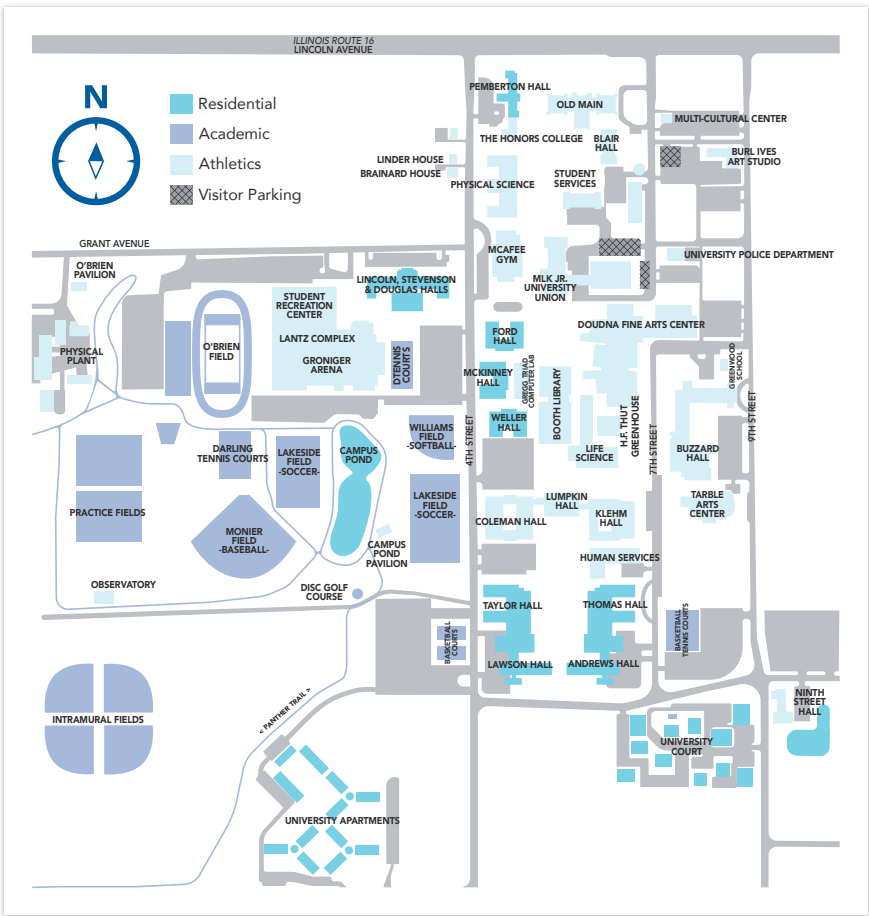 ILLINOIS ROUTE 16
LINCOLN AVENUE
N
Residential
Academic
Athletics
Visitor Parking
PEMBERTON HALL
OLD MAIN
MULTI-CULTURAL CENTER
THE HONORS COLLEGE
BLAIR
HALL
LINDER HOUSE
BRAINARD HOUSE
BURL IVES
ART STUDIO
PHYSICAL SCIENCE
STUDENT
SERVICES
GRANT AVENUE
MCAFEE
GYM
UNIVERSITY POLICE DEPARTMENT
O'BRIEN
PAVILION
LINCOLN, STEVENSON
& DOUGLAS HALLS
MLK JR.
UNIVERSITY
UNION
STUDENT
RECREATION
CENTER
LANTZ COMPLEX
GRONIGER
ARENA
DOUDNA FINE ARTS CENTER
FORD
HALL
O'BRIEN
FIELD
PHYSICAL
PLANT
DTENNIS
COURTS
MCKINNEY
HALL
GREGG TRIAD
COMPUTER LAB
GREENWOOD
SCHOOL
BOOTH LIBRARY
H.F. THUT
GREENHOUSE
9TH STREET
WELLER
HALL
4TH STREET
7TH STREET
WILLIAMS
FIELD
-SOFTBALL-
DARLING
TENNIS COURTS
LAKESIDE
FIELD
-SOCCER-
CAMPUS
POND
LIFE
SCIENCE
BUZZARD
HALL
LAKESIDE
FIELD
-SOCCER-
LUMPKIN
HALL
TARBLE
ARTS
CENTER
PRACTICE FIELDS
COLEMAN HALL
KLEHM
HALL
MONIER
FIELD
-BASEBALL-
CAMPUS
POND
PAVILION
HUMAN SERVICES
OBSERVATORY
DISC GOLF
COURSE
TAYLOR HALL
THOMAS HALL
BASKETBALL
COURTS
BASKETBALL
TENNIS COURTS
LAWSON HALL
ANDREWS HALL
< PANTHER TRAIL >
INTRAMURAL FIELDS
NINTH
STREET
HALL
UNIVERSITY
COURT
UNIVERSITY APARTMENTS